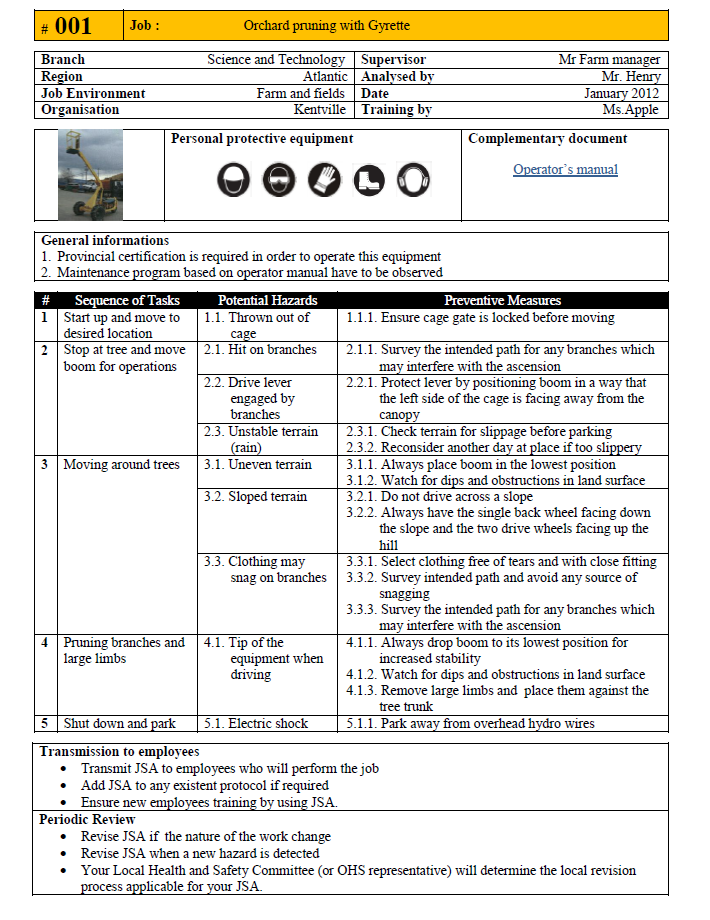 # 001 Job : Orchard pruning with Gyrette
Branch Science and Technology Supervisor Mr Farm manager
Region Atlantic Analysed by Mr. Henry
Job Environment Farm and fields Date January 2012
Organisation Kentville Training by Ms.Apple
Personal protective equipment Complementary document
Operator's manual
General informations
1. Provincial certification is required in order to operate this equipment
2. Maintenance program based on operator manual have to be observed
# Sequence of Tasks Potential Hazards Preventive Measures
1 Start up and move to 1.1. Thrown out of 1.1.1. Ensure cage gate is locked before moving
desired location cage
2 Stop at tree and move 2.1. Hit on branches 2.1.1. Survey the intended path for any branches which
boom for operations may interfere with the ascension
2.2. Drive lever 2.2.1. Protect lever by positioning boom in a way that
engaged by the left side of the cage is facing away from the
branches canopy
2.3. Unstable terrain 2.3.1. Check terrain for slippage before parking
(rain) 2.3.2. Reconsider another day at place if too slippery
3 Moving around trees 3.1. Uneven terrain 3.1.1. Always place boom in the lowest position
3.1.2. Watch for dips and obstructions in land surface
3.2. Sloped terrain 3.2.1. Do not drive across a slope
3.2.2. Always have the single back wheel facing down
the slope and the two drive wheels facing up the
hill
3.3. Clothing may 3.3.1. Select clothing free of tears and with close fitting
snag on branches 3.3.2. Survey intended path and avoid any source of
snagging
3.3.3. Survey the intended path for any branches which
may interfere with the ascension
4 Pruning branches and 4.1. Tip of the 4.1.1. Always drop boom to its lowest position for
large limbs equipment when increased stability
driving 4.1.2. Watch for dips and obstructions in land surface
4.1.3. Remove large limbs and place them against the
tree trunk
5 Shut down and park 5.1. Electric shock 5.1.1. Park away from overhead hydro wires
Transmission to employees
• Transmit JSA to employees who will perform the job
• Add JSA to any existent protocol if required
• Ensure new employees training by using JSA.
Periodic Review
• Revise JSA if the nature of the work change
• Revise JSA when a new hazard is detected
• Your Local Health and Safety Committee (or OHS representative) will determine the local revision
process applicable for your JSA.